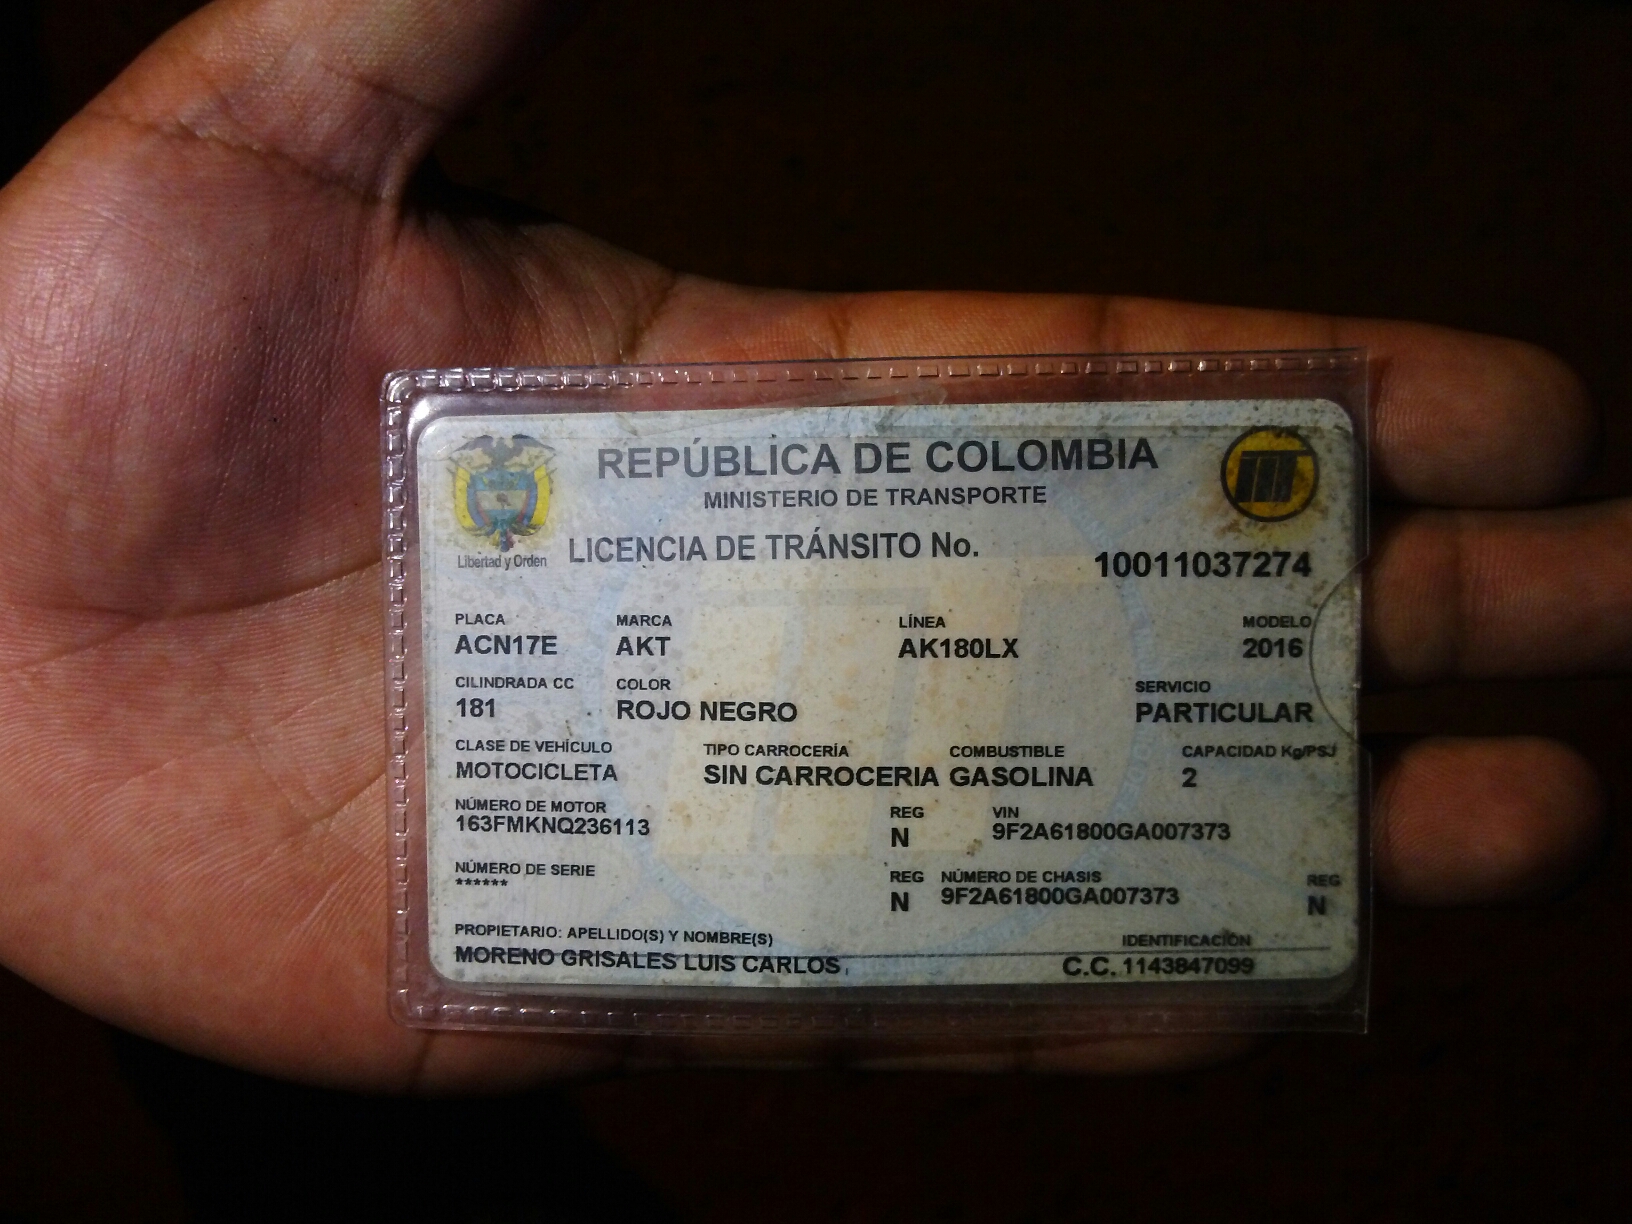 REPÚBLICA DE COLOMBIA
MINISTERIO DE TRANSPORTE
Libertad y Orden
LICENCIA DE TRÁNSITO No. 10011037274
PLACA MARCA LÍNEA MODELO
ACN17E AKT AK180LX 2016
CILINDRADA CC COLOR SERVICIO
181 ROJO NEGRO PARTICULAR
CLASE DE VEHÍCULO TIPO CARROCERÍA COMBUSTIBLE CAPACIDAD Kg/PSJ
MOTOCICLETA SIN CARROCERIA GASOLINA 2
NÚMERO DE MOTOR REG VIN
163FMKNQ236113 N 9F2A61800GA007373
NÚMERO DE SERIE REG NÚMERO DE CHASIS REG
****** N 9F2A61800GA007373 N
PROPIETARIO: APELLIDO(S) Y NOMBRE(S) IDENTIFICACIÓN
MORENO GRISALES LUIS CARLOS C.C. 1143847099